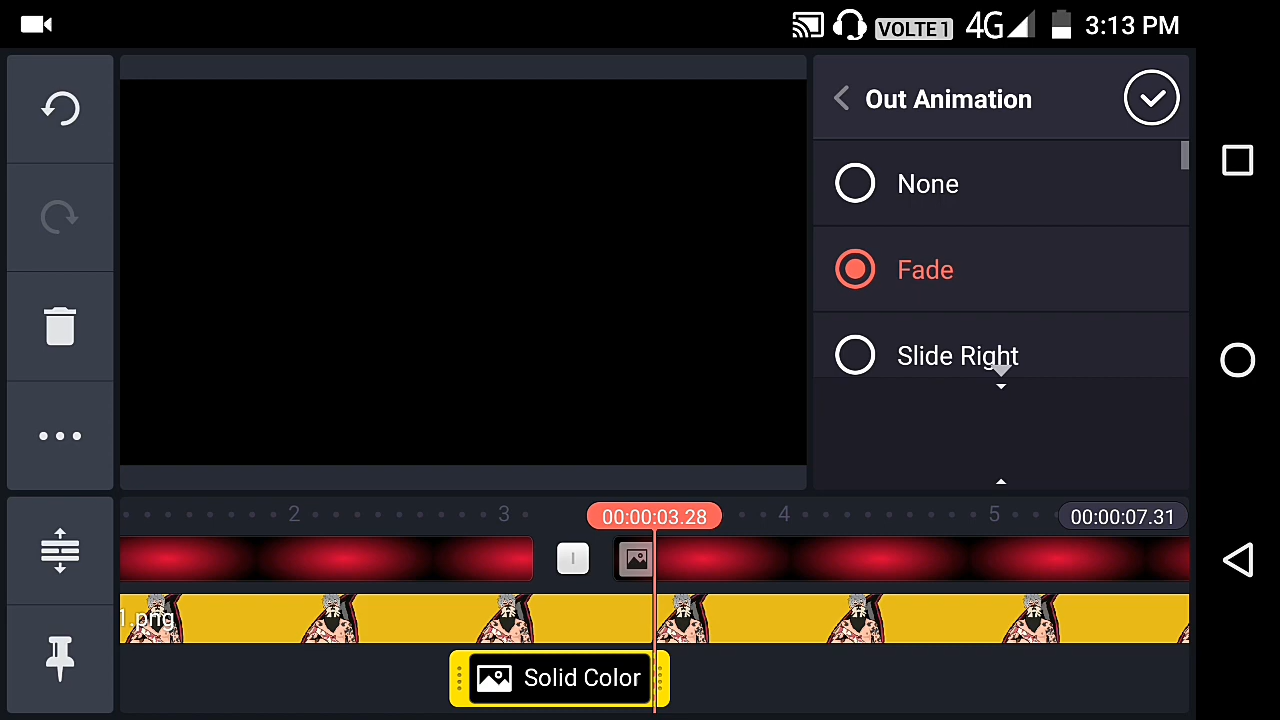 VOLTE 1 4G 3:13 PM
Out Animation
None
Fade
Slide Right
2 3 00:00:03.28 4 5 00:00:07.31
1.png
Solid Color